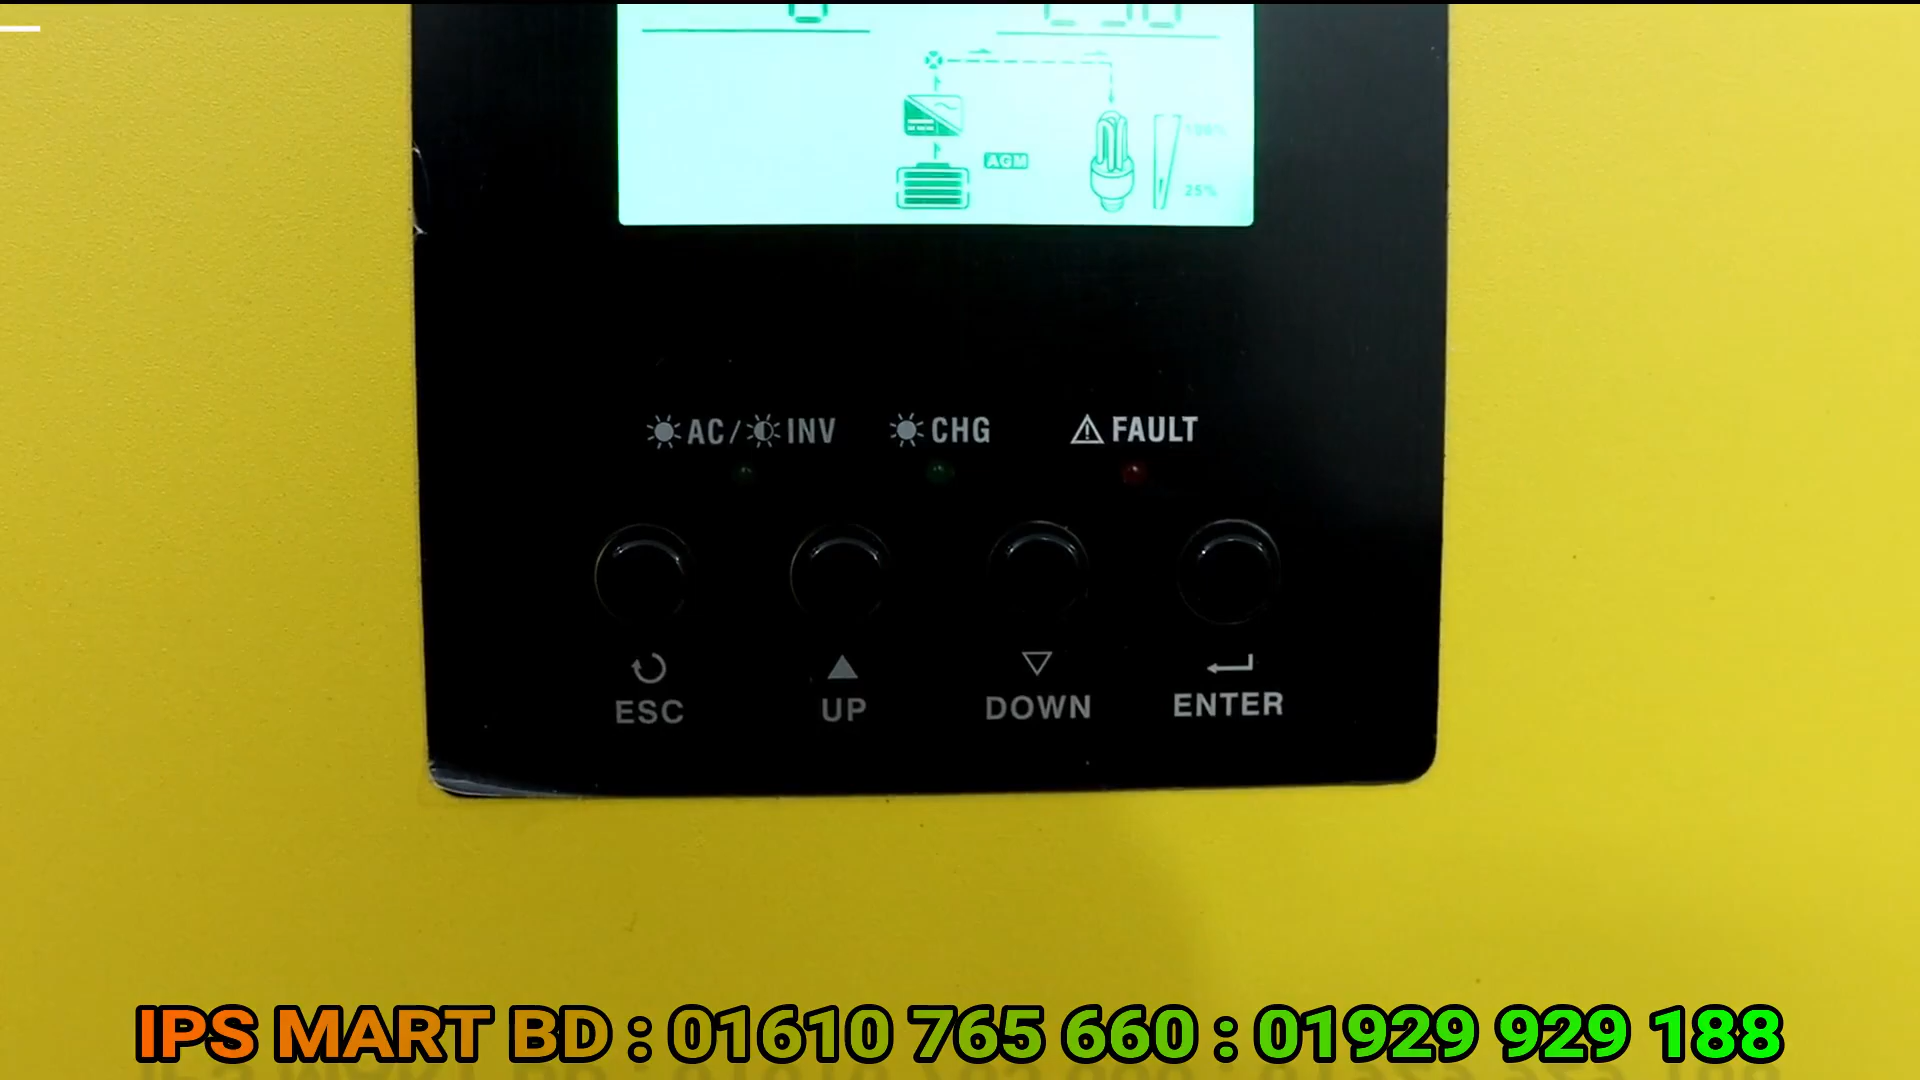 AGM
100%
25%
AC/ INV CHG FAULT
ESC UP DOWN ENTER
IPS MART BD : 01610 765 660 : 01929 929 188